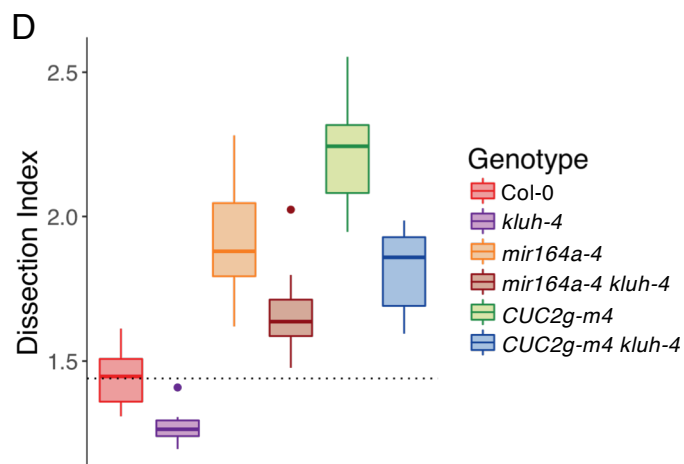 D
2.5
2.0
1.5
Dissection Index
Genotype
Col-0
kluh-4
mir164a-4
mir164a-4 kluh-4
CUC2g-m4
CUC2g-m4 kluh-4